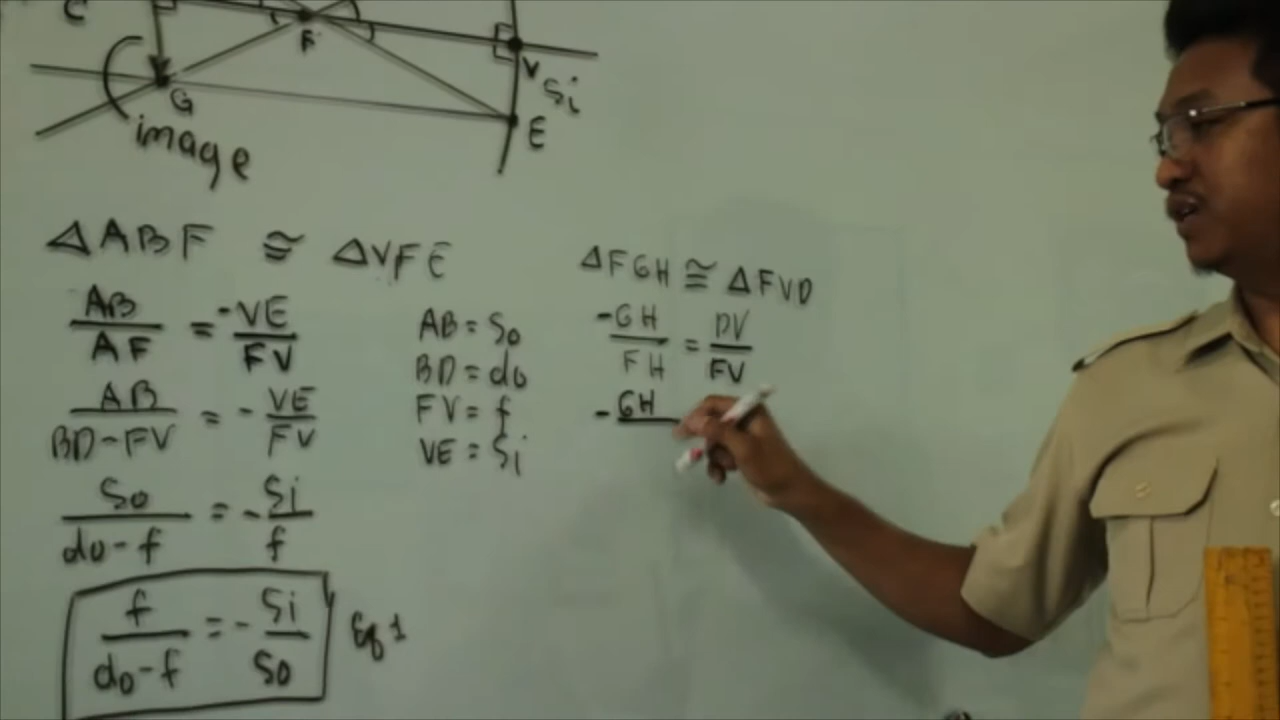 C
F
V
G
Si
E
image
ΔABF ≅ ΔVFE
AB/AF = -VE/FV
AB/BD-FV = - VE/FV
So/do-f = - Si/f
f/do-f = - Si/So
Eq 1
AB = So
BD = do
FV = f
VE = Si
ΔFGH ≅ ΔFVD
-GH/FH = DV/FV
-GH